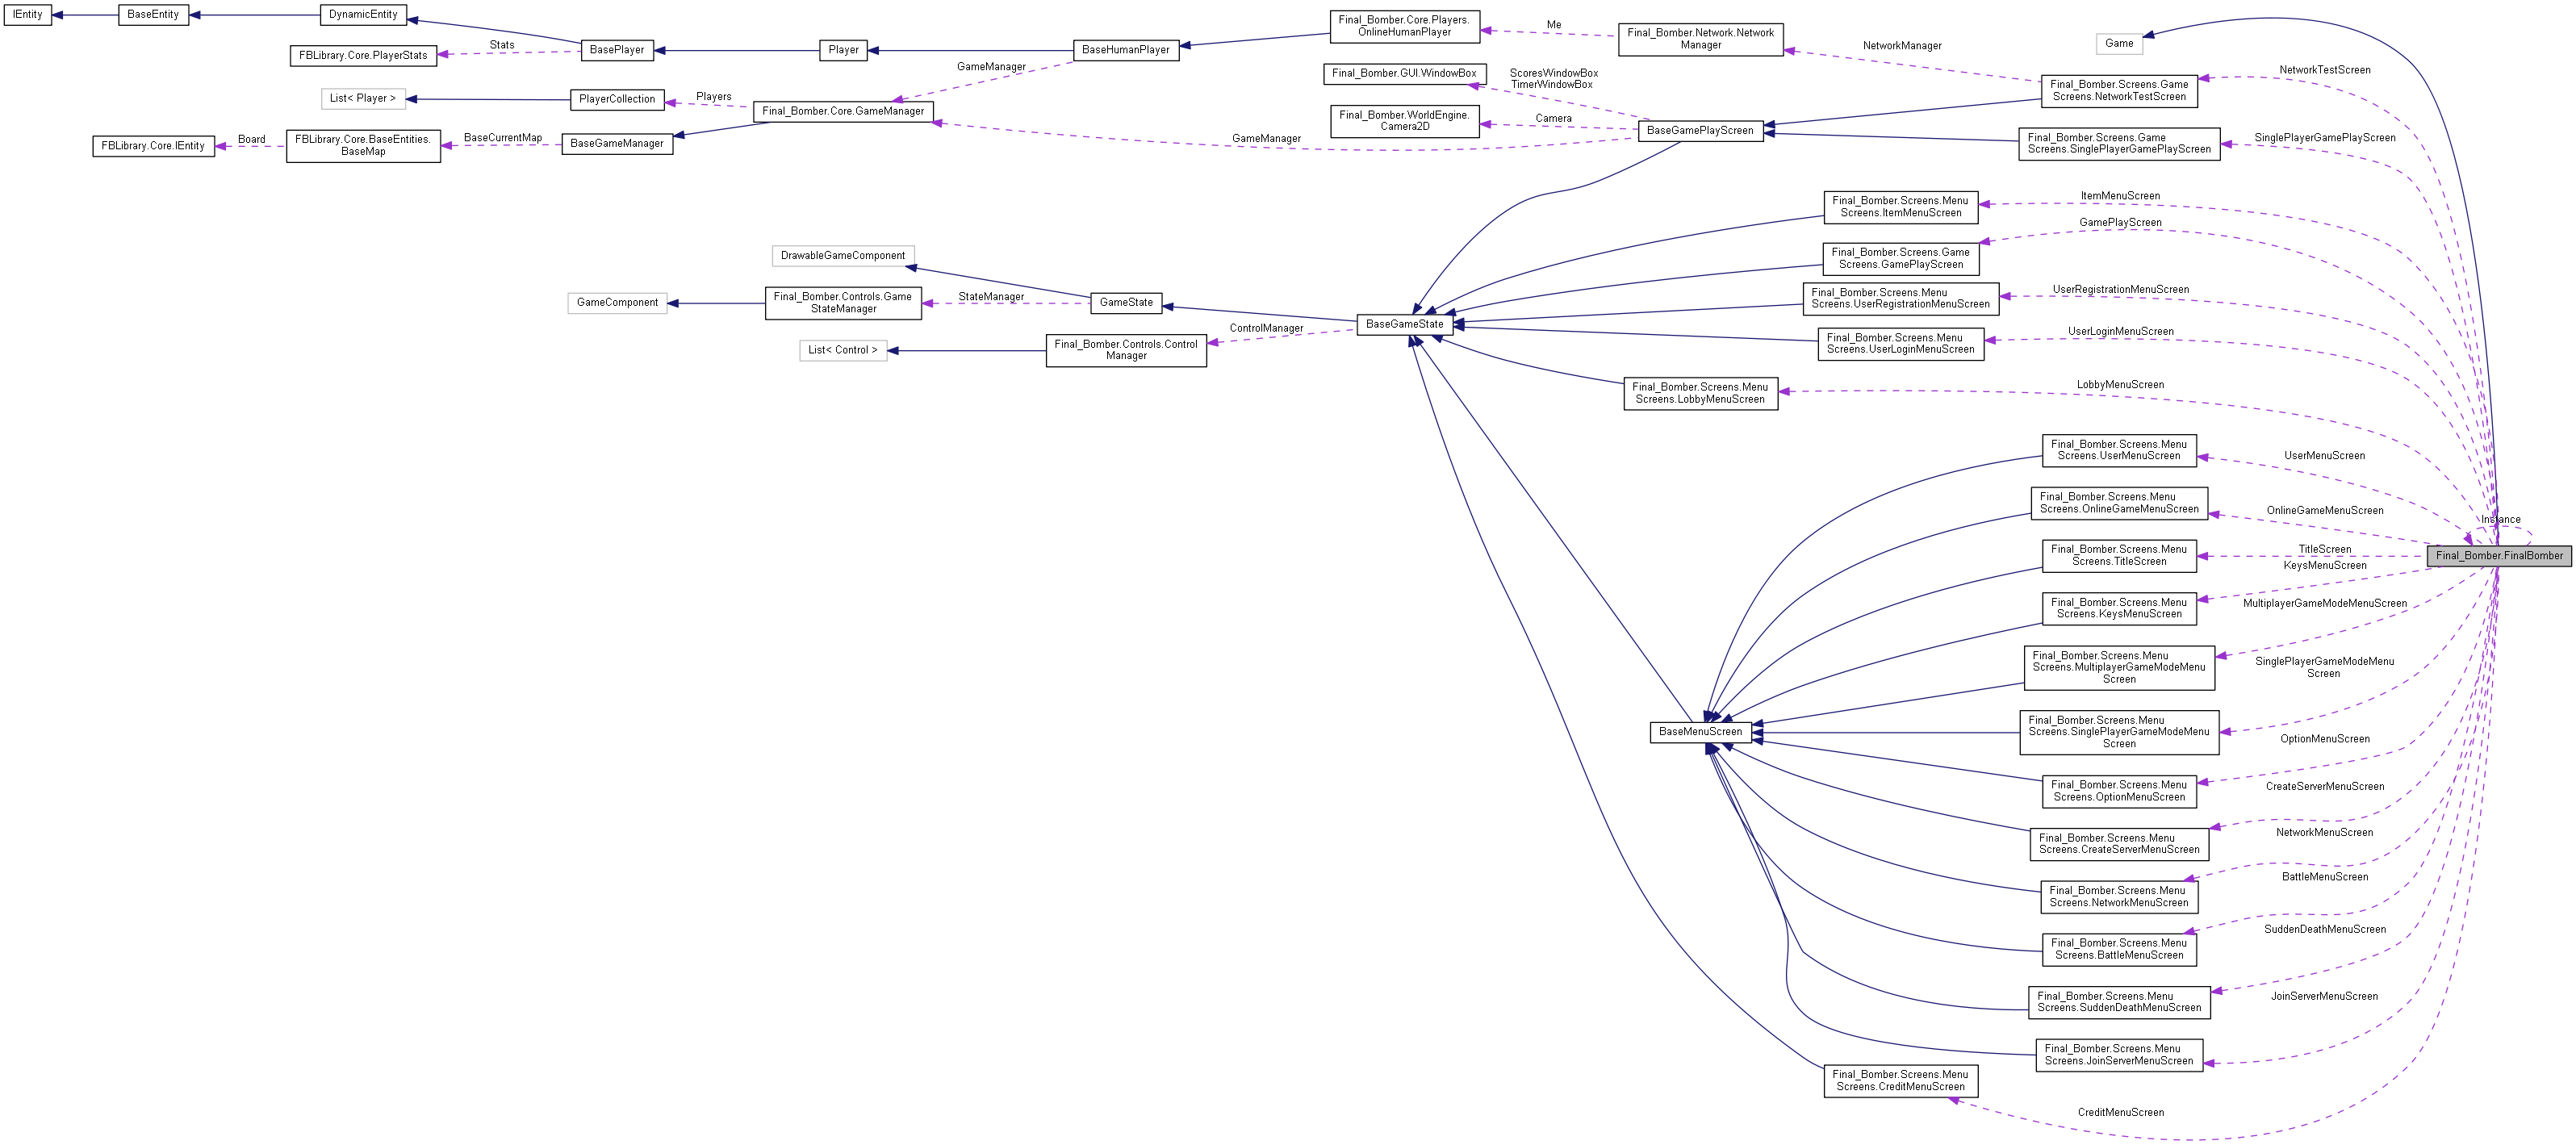 IEntity
BaseEntity
DynamicEntity
FBLibrary.Core.PlayerStats
Stats
BasePlayer
Player
BaseHumanPlayer
Final_Bomber.Core.Players.
OnlineHumanPlayer
Me
Final_Bomber.Network.Network
Manager
NetworkManager
Game
NetworkTestScreen
Final_Bomber.Screens.Game
Screens.NetworkTestScreen
GameManager
Final_Bomber.GUI.WindowBox
ScoresWindowBox
TimerWindowBox
List< Player >
PlayerCollection
Players
Final_Bomber.Core.GameManager
Final_Bomber.WorldEngine.
Camera2D
Camera
BaseGamePlayScreen
FBLibrary.Core.IEntity
Board
FBLibrary.Core.BaseEntities.
BaseMap
BaseCurrentMap
BaseGameManager
GameManager
Final_Bomber.Screens.Game
Screens.SinglePlayerGamePlayScreen
SinglePlayerGamePlayScreen
Final_Bomber.Screens.Menu
Screens.ItemMenuScreen
ItemMenuScreen
GamePlayScreen
Final_Bomber.Screens.Game
Screens.GamePlayScreen
DrawableGameComponent
GameComponent
Final_Bomber.Controls.Game
StateManager
StateManager
GameState
Final_Bomber.Screens.Menu
Screens.UserRegistrationMenuScreen
UserRegistrationMenuScreen
BaseGameState
ControlManager
List< Control >
Final_Bomber.Controls.Control
Manager
Final_Bomber.Screens.Menu
Screens.UserLoginMenuScreen
UserLoginMenuScreen
Final_Bomber.Screens.Menu
Screens.LobbyMenuScreen
LobbyMenuScreen
Final_Bomber.Screens.Menu
Screens.UserMenuScreen
UserMenuScreen
Final_Bomber.Screens.Menu
Screens.OnlineGameMenuScreen
OnlineGameMenuScreen
Instance
Final_Bomber.FinalBomber
Final_Bomber.Screens.Menu
Screens.TitleScreen
TitleScreen
KeysMenuScreen
Final_Bomber.Screens.Menu
Screens.KeysMenuScreen
MultiplayerGameModeMenuScreen
Final_Bomber.Screens.Menu
Screens.MultiplayerGameModeMenu
Screen
SinglePlayerGameModeMenu
Screen
BaseMenuScreen
Final_Bomber.Screens.Menu
Screens.SinglePlayerGameModeMenu
Screen
OptionMenuScreen
Final_Bomber.Screens.Menu
Screens.OptionMenuScreen
CreateServerMenuScreen
Final_Bomber.Screens.Menu
Screens.CreateServerMenuScreen
NetworkMenuScreen
Final_Bomber.Screens.Menu
Screens.NetworkMenuScreen
BattleMenuScreen
Final_Bomber.Screens.Menu
Screens.BattleMenuScreen
SuddenDeathMenuScreen
Final_Bomber.Screens.Menu
Screens.SuddenDeathMenuScreen
JoinServerMenuScreen
Final_Bomber.Screens.Menu
Screens.JoinServerMenuScreen
Final_Bomber.Screens.Menu
Screens.CreditMenuScreen
CreditMenuScreen